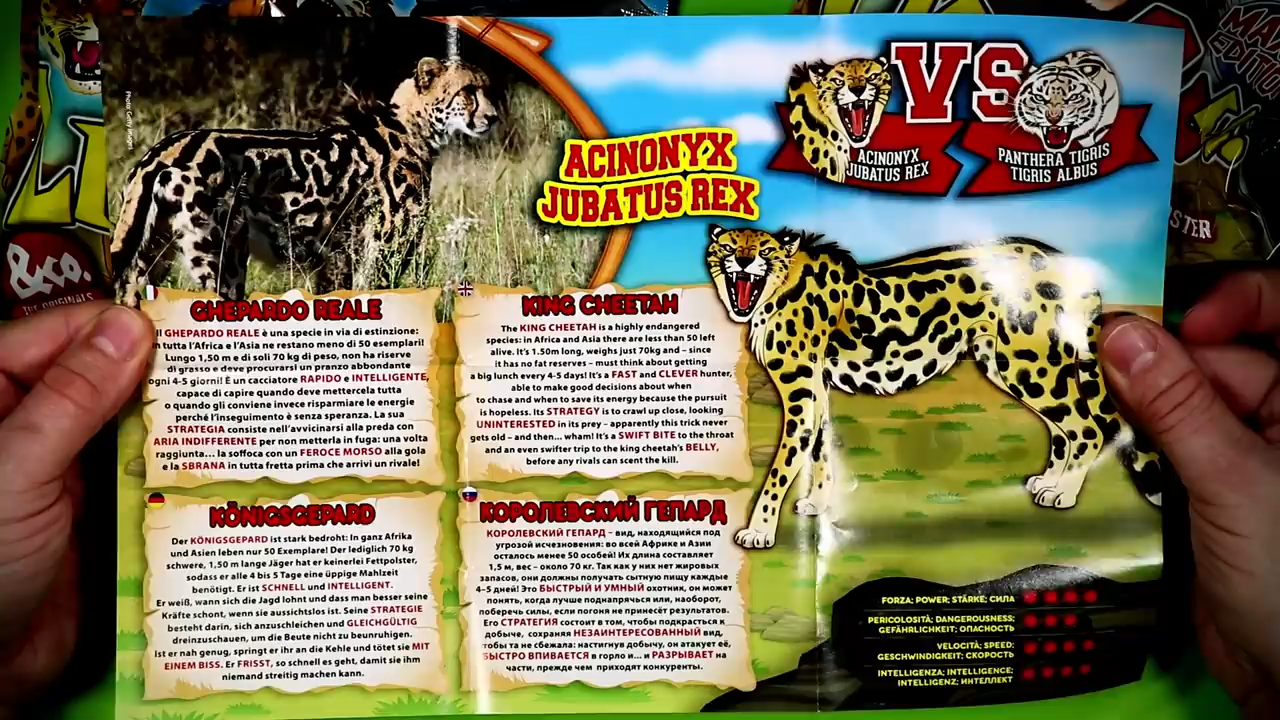 Photo: Getty Images
ACINONYX
JUBATUS REX
VS
ACINONYX
JUBATUS REX
PANTHERA TIGRIS
TIGRIS ALBUS
&CO.
THE ORIGINALS
STER
GHEPARDO REALE
Il GHEPARDO REALE è una specie in via di estinzione:
in tutta l'Africa e l'Asia ne restano meno di 50 esemplari!
Lungo 1,50 m e di soli 70 kg di peso, non ha riserve
di grasso e deve procurarsi un pranzo abbondante
ogni 4-5 giorni! È un cacciatore RAPIDO e INTELLIGENTE,
capace di capire quando deve mettercela tutta
o quando gli conviene invece risparmiare le energie
perché l'inseguimento è senza speranza. La sua
STRATEGIA consiste nell'avvicinarsi alla preda con
ARIA INDIFFERENTE per non metterla in fuga: una volta
raggiunta... la soffoca con un FEROCE MORSO alla gola
e la SBRANA in tutta fretta prima che arrivi un rivale!
KING CHEETAH
The KING CHEETAH is a highly endangered
species: in Africa and Asia there are less than 50 left
alive. It's 1.50m long, weighs just 70kg and – since
it has no fat reserves – must think about getting
a big lunch every 4-5 days! It's a FAST and CLEVER hunter,
able to make good decisions about when
to chase and when to save its energy because the pursuit
is hopeless. Its STRATEGY is to crawl up close, looking
UNINTERESTED in its prey – apparently this trick never
gets old – and then... wham! It's a SWIFT BITE to the throat
and an even swifter trip to the king cheetah's BELLY,
before any rivals can scent the kill.
KÖNIGSGEPARD
Der KÖNIGSGEPARD ist stark bedroht: In ganz Afrika
und Asien leben nur 50 Exemplare! Der lediglich 70 kg
schwere, 1,50 m lange Jäger hat er keinerlei Fettpolster,
sodass er alle 4 bis 5 Tage eine üppige Mahlzeit
benötigt. Er ist SCHNELL und INTELLIGENT.
Er weiß, wann sich die Jagd lohnt und dass man besser seine
Kräfte schont, wenn sie aussichtslos ist. Seine STRATEGIE
besteht darin, sich anzuschleichen und GLEICHGÜLTIG
dreinzuschauen, um die Beute nicht zu beunruhigen.
Ist er nah genug, springt er ihr an die Kehle und tötet sie MIT
EINEM BISS. Er FRISST, so schnell es geht, damit sie ihm
niemand streitig machen kann.
КОРОЛЕВСКИЙ ГЕПАРД
КОРОЛЕВСКИЙ ГЕПАРД – вид, находящийся под
угрозой исчезновения: во всей Африке и Азии
осталось менее 50 особей! Их длина составляет
1,5 м, вес – около 70 кг. Так как у них нет жировых
запасов, они должны получать сытную пищу каждые
4–5 дней! Это БЫСТРЫЙ И УМНЫЙ охотник, он может
понять, когда лучше поднапрячься или, наоборот,
поберечь силы, если погоня не принесёт результатов.
Его СТРАТЕГИЯ состоит в том, чтобы подкрасться к
добыче, сохраняя НЕЗАИНТЕРЕСОВАННЫЙ вид,
чтобы та не сбежала: настигнув добычу, он атакует её,
БЫСТРО ВПИВАЕТСЯ в горло и... и РАЗРЫВАЕТ на
части, прежде чем приходят конкуренты.
FORZA; POWER; STÄRKE; СИЛА
PERICOLOSITÀ; DANGEROUSNESS;
GEFÄHRLICHKEIT; ОПАСНОСТЬ
VELOCITÀ; SPEED;
GESCHWINDIGKEIT; СКОРОСТЬ
INTELLIGENZA; INTELLIGENCE;
INTELLIGENZ; ИНТЕЛЛЕКТ